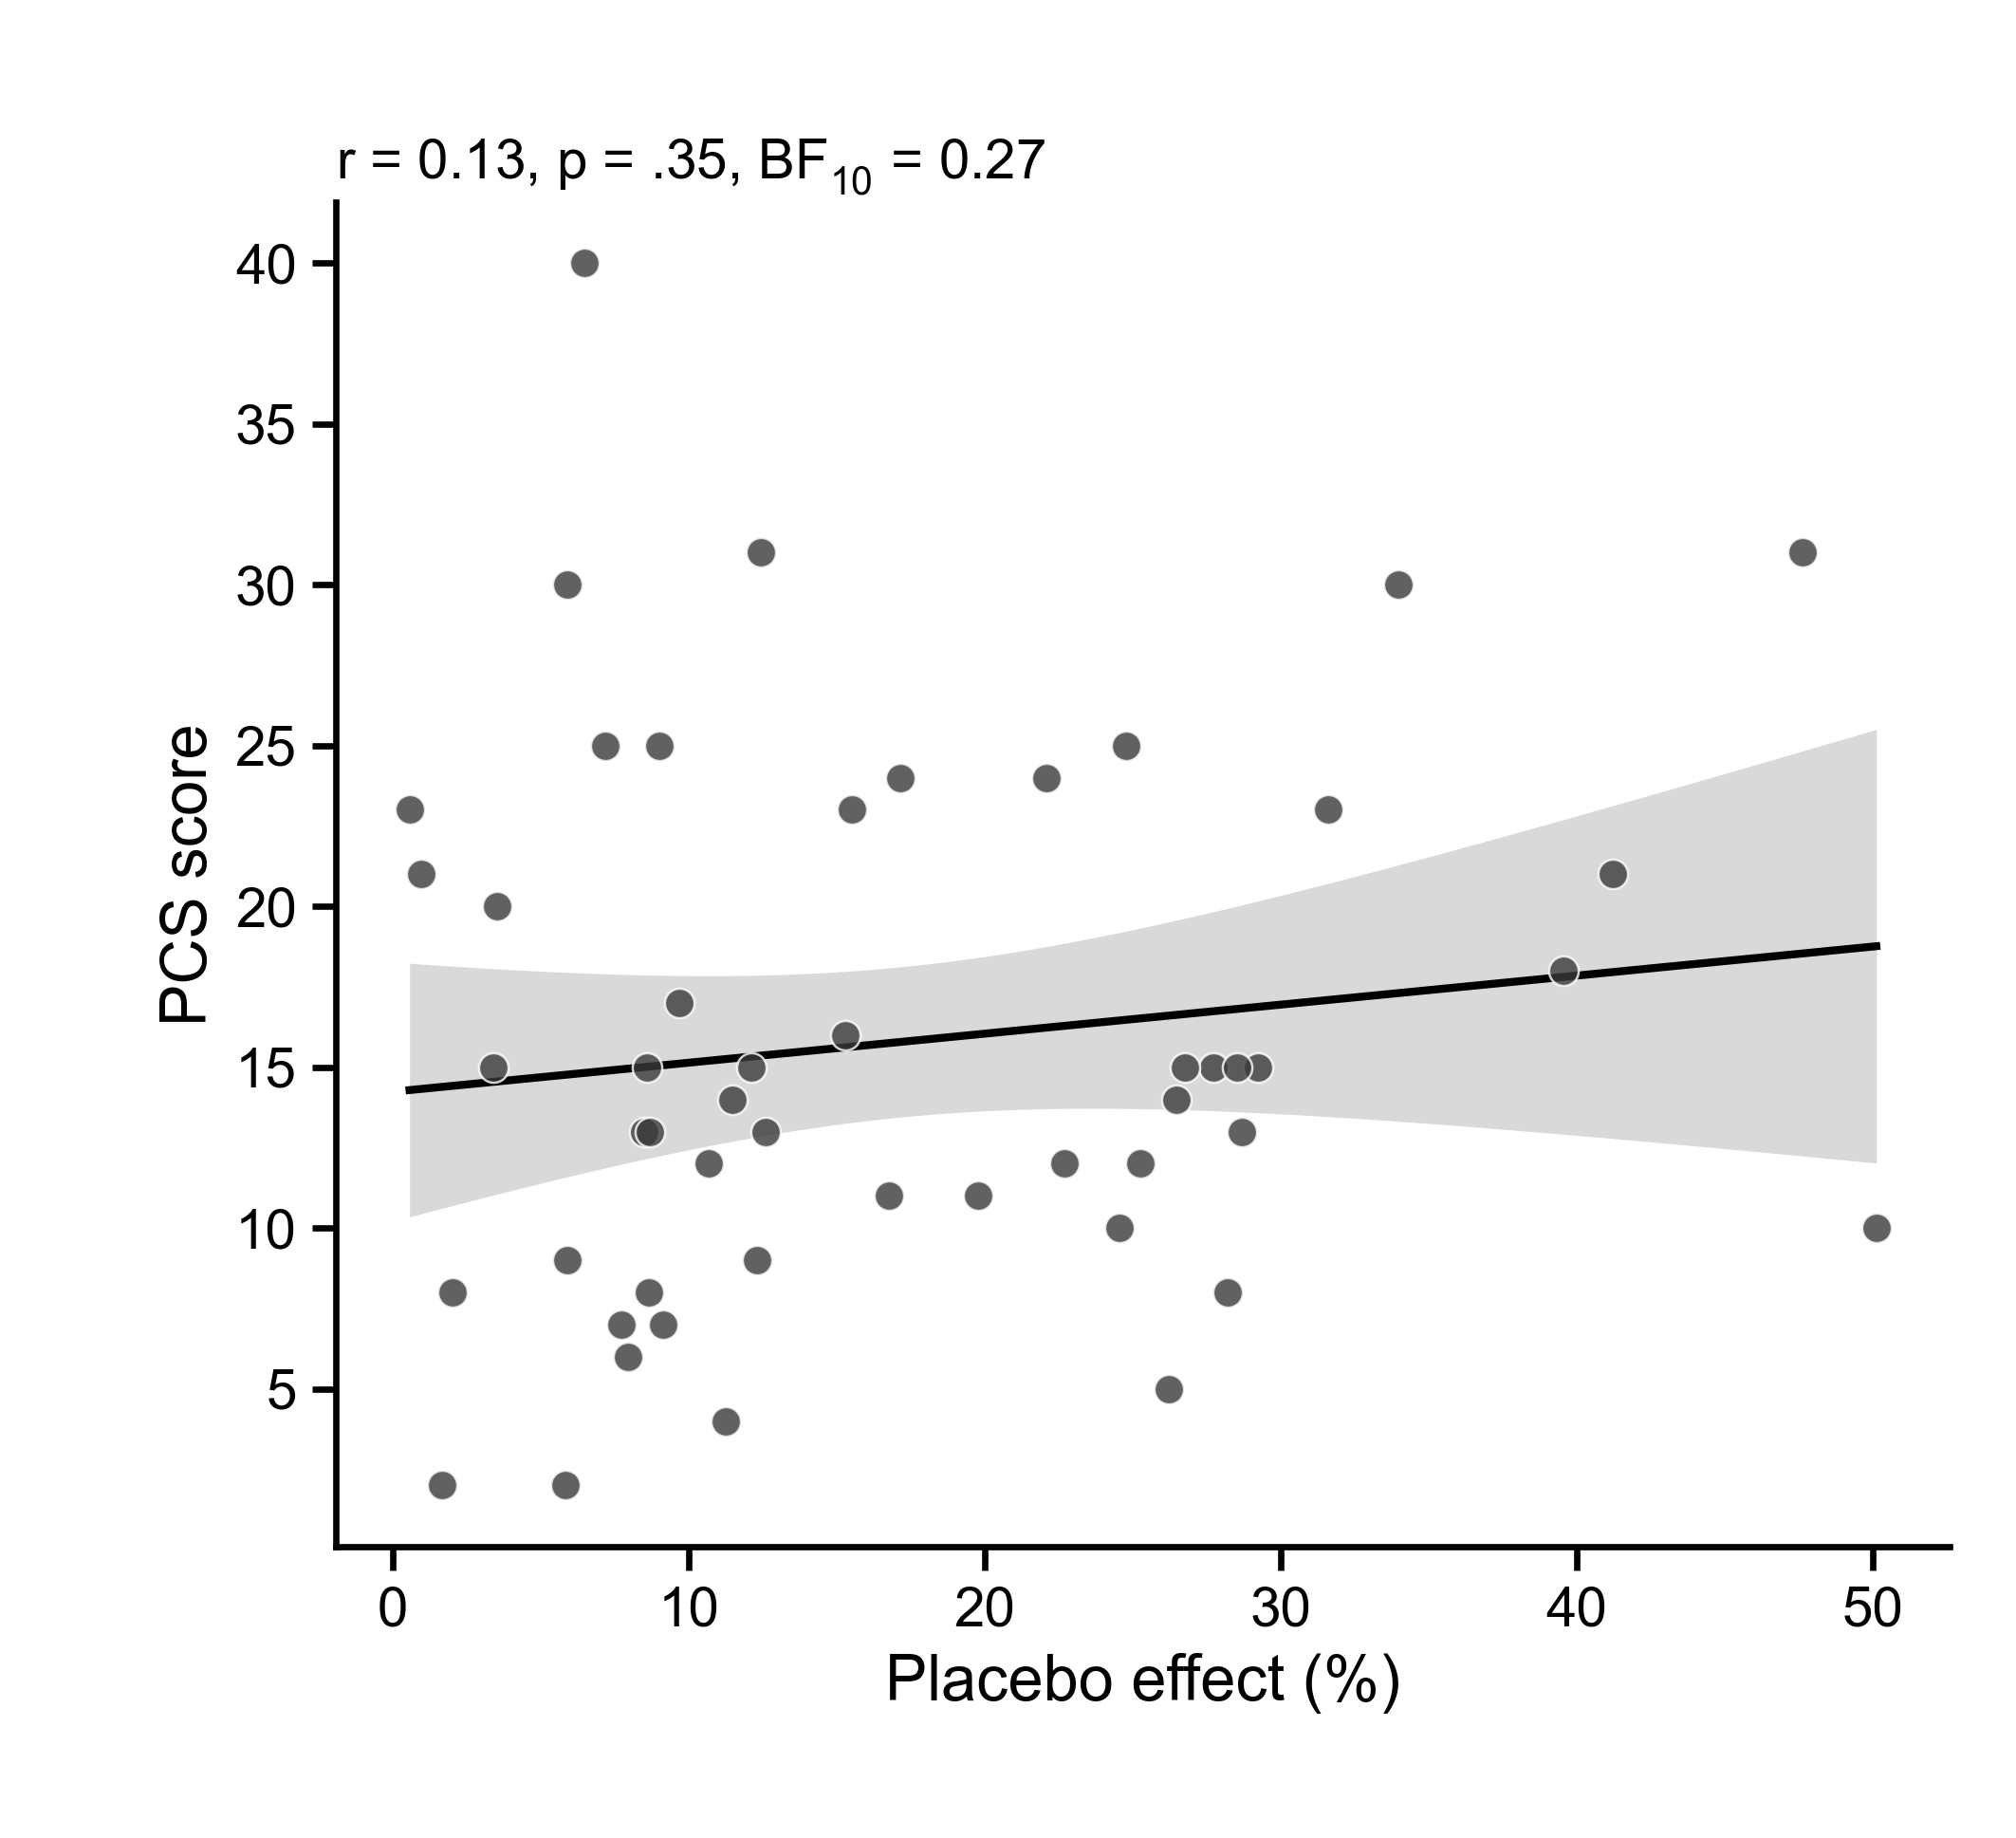 r = 0.13, p = .35, BF₁₀ = 0.27
40
35
30
25
20
15
10
5
PCS score
0 10 20 30 40 50
Placebo effect (%)